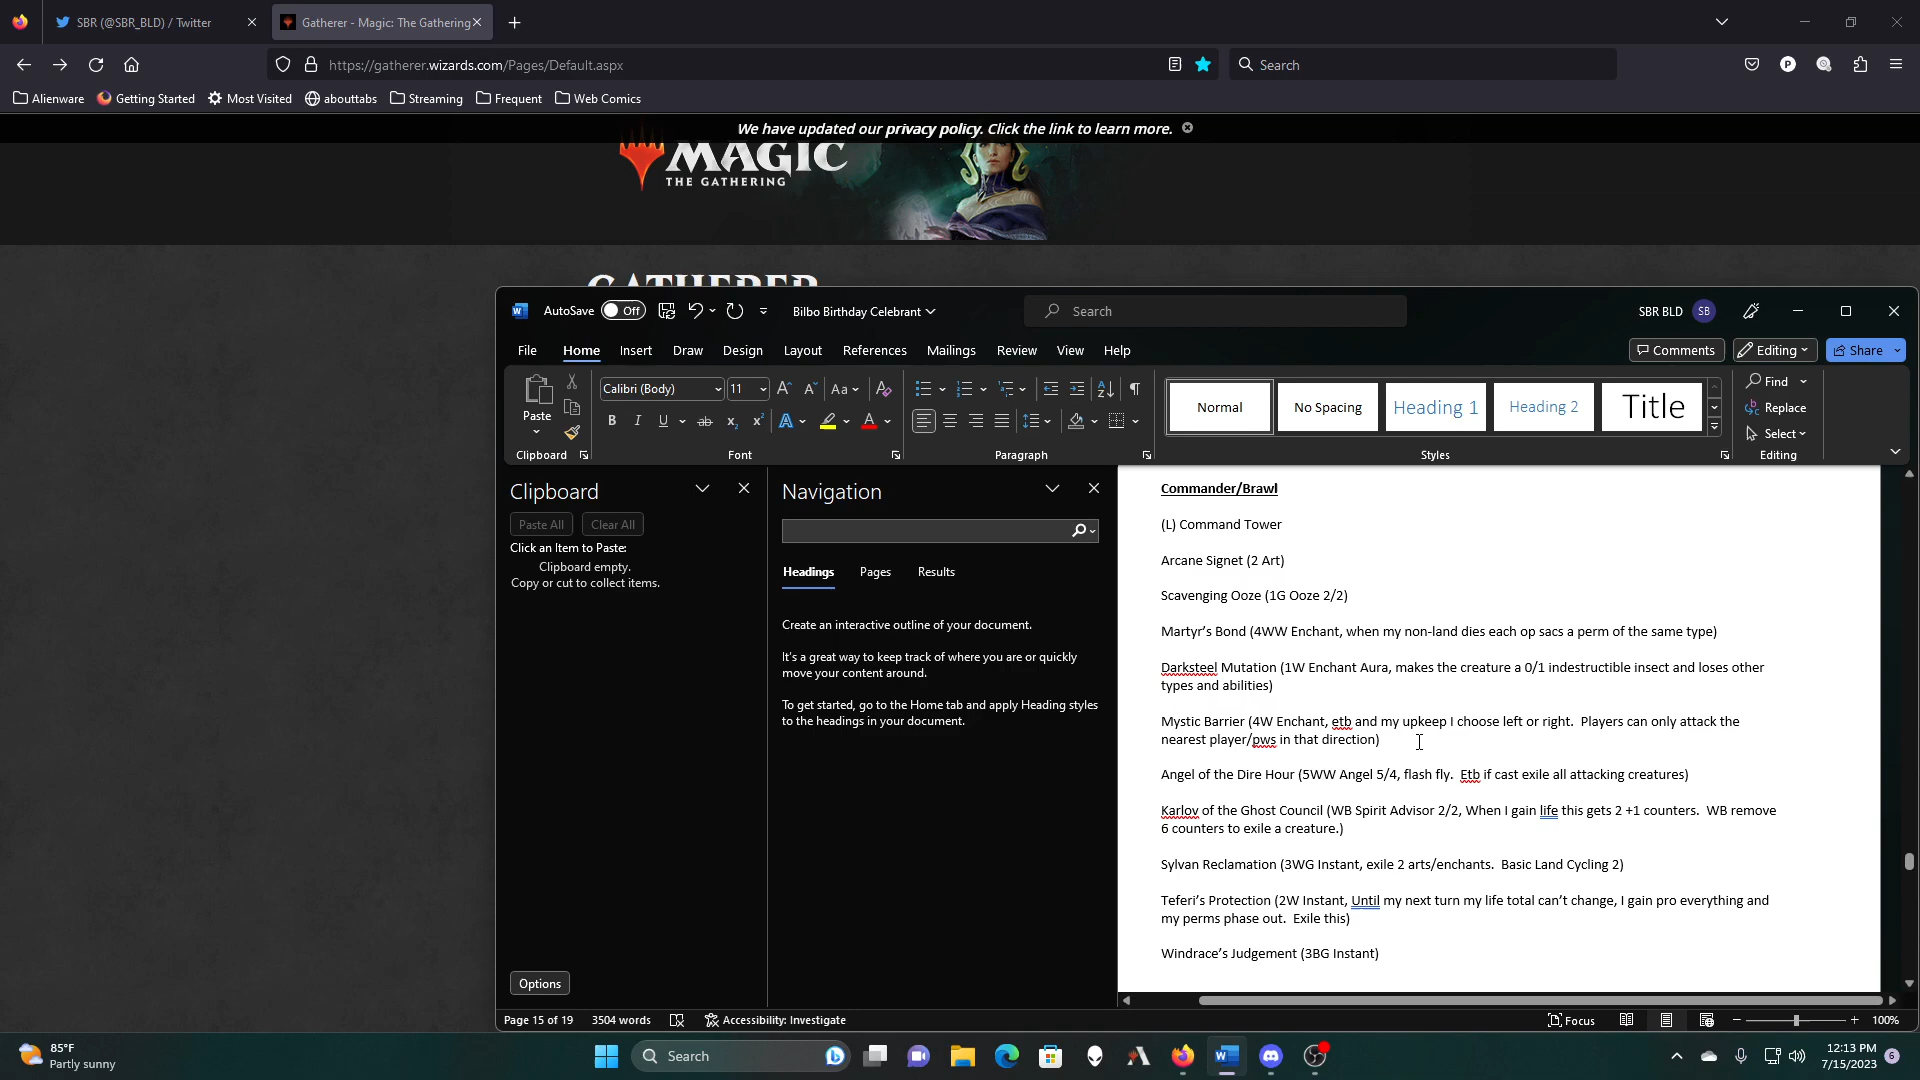 SBR (@SBR_BLD) / Twitter
Gatherer - Magic: The Gathering
https://gatherer.wizards.com/Pages/Default.aspx
Search
Alienware
Getting Started
Most Visited
abouttabs
Streaming
Frequent
Web Comics
We have updated our privacy policy. Click the link to learn more.
MAGIC
THE GATHERING
GATHERER
AutoSave
Off
Bilbo Birthday Celebrant
Search
SBR BLD
SB
File
Home
Insert
Draw
Design
Layout
References
Mailings
Review
View
Help
Comments
Editing
Share
Paste
Clipboard
Calibri (Body)
11
Font
Paragraph
Normal
No Spacing
Heading 1
Heading 2
Title
Styles
Find
Replace
Select
Editing
Clipboard
Paste All
Clear All
Click an Item to Paste:
Clipboard empty.
Copy or cut to collect items.
Options
Navigation
Headings
Pages
Results
Create an interactive outline of your document.
It's a great way to keep track of where you are or quickly
move your content around.
To get started, go to the Home tab and apply Heading styles
to the headings in your document.
Commander/Brawl
(L) Command Tower
Arcane Signet (2 Art)
Scavenging Ooze (1G Ooze 2/2)
Martyr's Bond (4WW Enchant, when my non-land dies each op sacs a perm of the same type)
Darksteel Mutation (1W Enchant Aura, makes the creature a 0/1 indestructible insect and loses other
types and abilities)
Mystic Barrier (4W Enchant, etb and my upkeep I choose left or right.  Players can only attack the
nearest player/pws in that direction)
Angel of the Dire Hour (5WW Angel 5/4, flash fly.  Etb if cast exile all attacking creatures)
Karlov of the Ghost Council (WB Spirit Advisor 2/2, When I gain life this gets 2 +1 counters.  WB remove
6 counters to exile a creature.)
Sylvan Reclamation (3WG Instant, exile 2 arts/enchants.  Basic Land Cycling 2)
Teferi's Protection (2W Instant, Until my next turn my life total can't change, I gain pro everything and
my perms phase out.  Exile this)
Windrace's Judgement (3BG Instant)
Page 15 of 19
3504 words
Accessibility: Investigate
Focus
100%
85°F
Partly sunny
Search
12:13 PM
7/15/2023
6